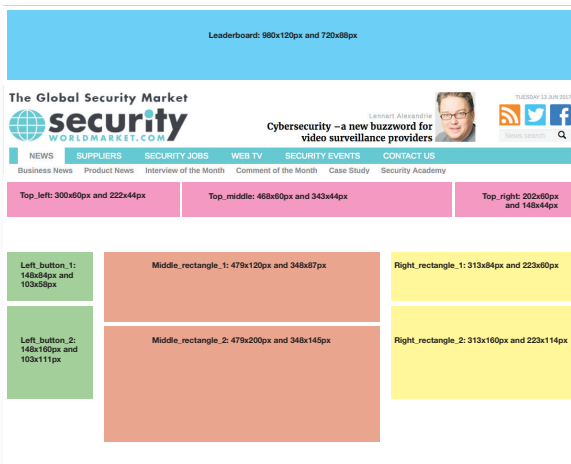 Leaderboard: 980x120px and 720x88px
The Global Security Market
security
WORLDMARKET.COM
Lennart Alexandrie
Cybersecurity –a new buzzword for
video surveillance providers
TUESDAY 13 JUN 2017
News search
NEWS SUPPLIERS SECURITY JOBS WEB TV SECURITY EVENTS CONTACT US
Business News Product News Interview of the Month Comment of the Month Case Study Security Academy
Top_left: 300x60px and 222x44px
Top_middle: 468x60px and 343x44px
Top_right: 202x60px
and 148x44px
Left_button_1:
148x84px and
103x58px
Middle_rectangle_1: 479x120px and 348x87px
Right_rectangle_1: 313x84px and 223x60px
Left_button_2:
148x160px and
103x111px
Middle_rectangle_2: 479x200px and 348x145px
Right_rectangle_2: 313x160px and 223x114px